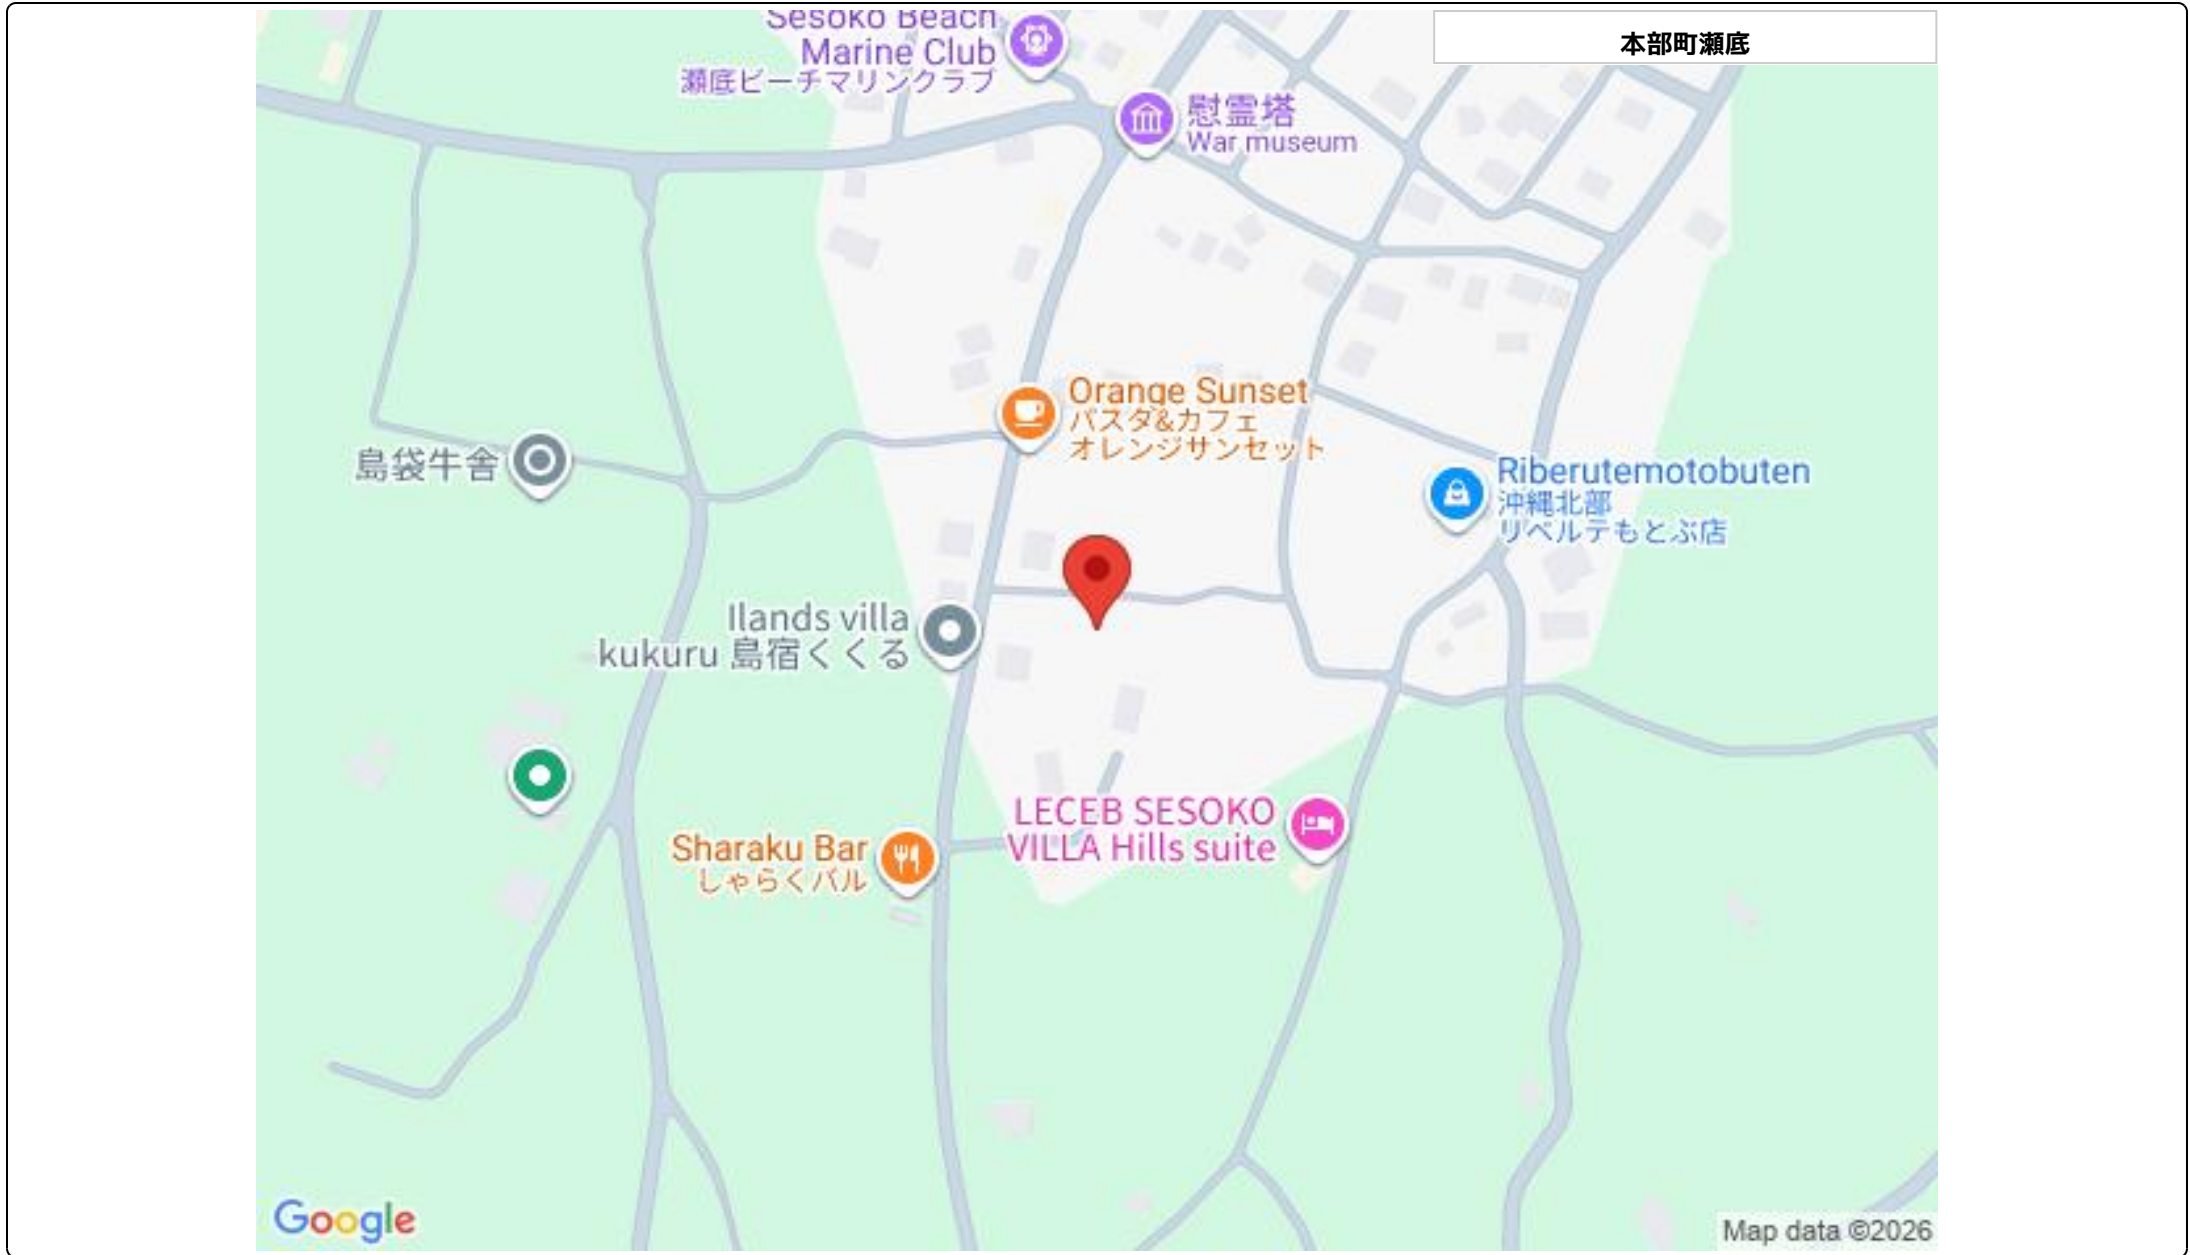 本部町瀬底
Sesoko Beach
Marine Club
瀬底ビーチマリンクラブ
慰霊塔
War museum
Orange Sunset
パスタ&カフェ
オレンジサンセット
島袋牛舎
Riberutemotobuten
沖縄北部
リベルテもとぶ店
Ilands villa
kukuru 島宿くくる
LECEB SESOKO
VILLA Hills suite
Sharaku Bar
しゃらくバル
Google
Map data ©2026